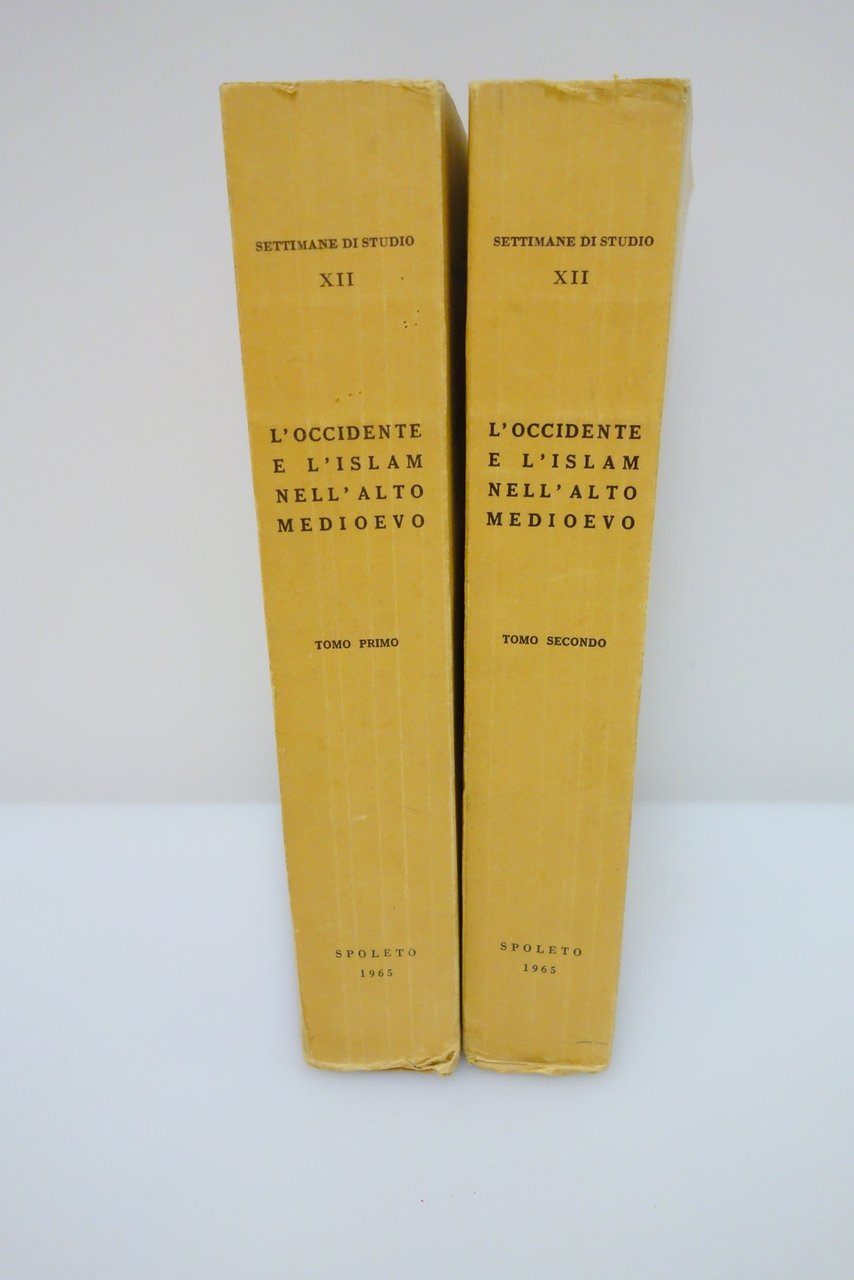 SETTIMANE DI STUDIO
XII
L'OCCIDENTE
E L'ISLAM
NELL'ALTO
MEDIOEVO
TOMO PRIMO
SPOLETO
1965
SETTIMANE DI STUDIO
XII
L'OCCIDENTE
E L'ISLAM
NELL'ALTO
MEDIOEVO
TOMO SECONDO
SPOLETO
1965